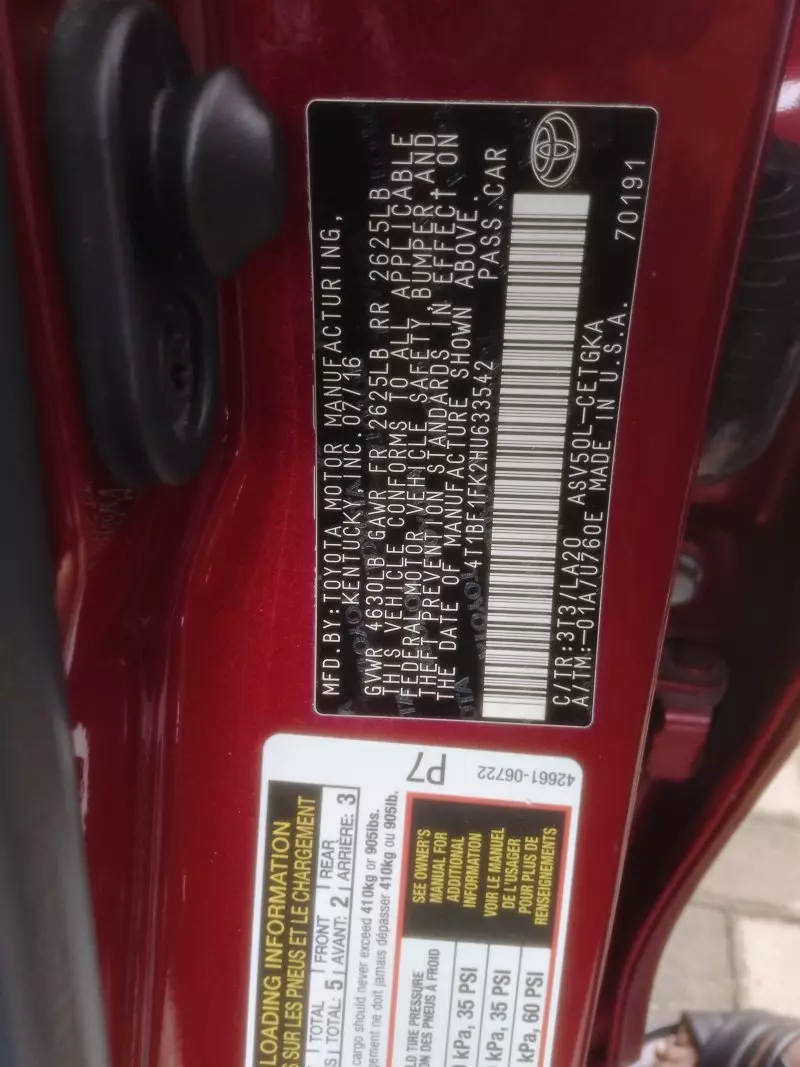 MFD.BY:TOYOTA MOTOR MANUFACTURING,
KENTUCKY,INC.07/16
GVWR 4630LB GAWR FR 2625LB RR 2625LB
THIS VEHICLE CONFORMS TO ALL APPLICABLE
FEDERAL MOTOR VEHICLE SAFETY, BUMPER AND
THEFT PREVENTION STANDARDS IN EFFECT ON
THE DATE OF MANUFACTURE SHOWN ABOVE.
4T1BF1FK2HU633542 PASS.CAR
C/TR:3T3/LA20 ASV50L-CETGKA
A/TM:-01A/U760E MADE IN U.S.A.
70191
LOADING INFORMATION
SUR LES PNEUS ET LE CHARGEMENT
TOTAL FRONT REAR
TOTAL: 5 AVANT: 2 ARRIÈRE: 3
cargo should never exceed 410kg or 905lbs.
gement ne doit jamais dépasser 410kg ou 905lb.
TIRE PRESSURE
DES PNEUS À FROID
kPa, 35 PSI
kPa, 35 PSI
kPa, 60 PSI
SEE OWNER'S
MANUAL FOR
ADDITIONAL
INFORMATION
VOIR LE MANUEL
DE L'USAGER
POUR PLUS DE
RENSEIGNEMENTS
P7
42661-06722